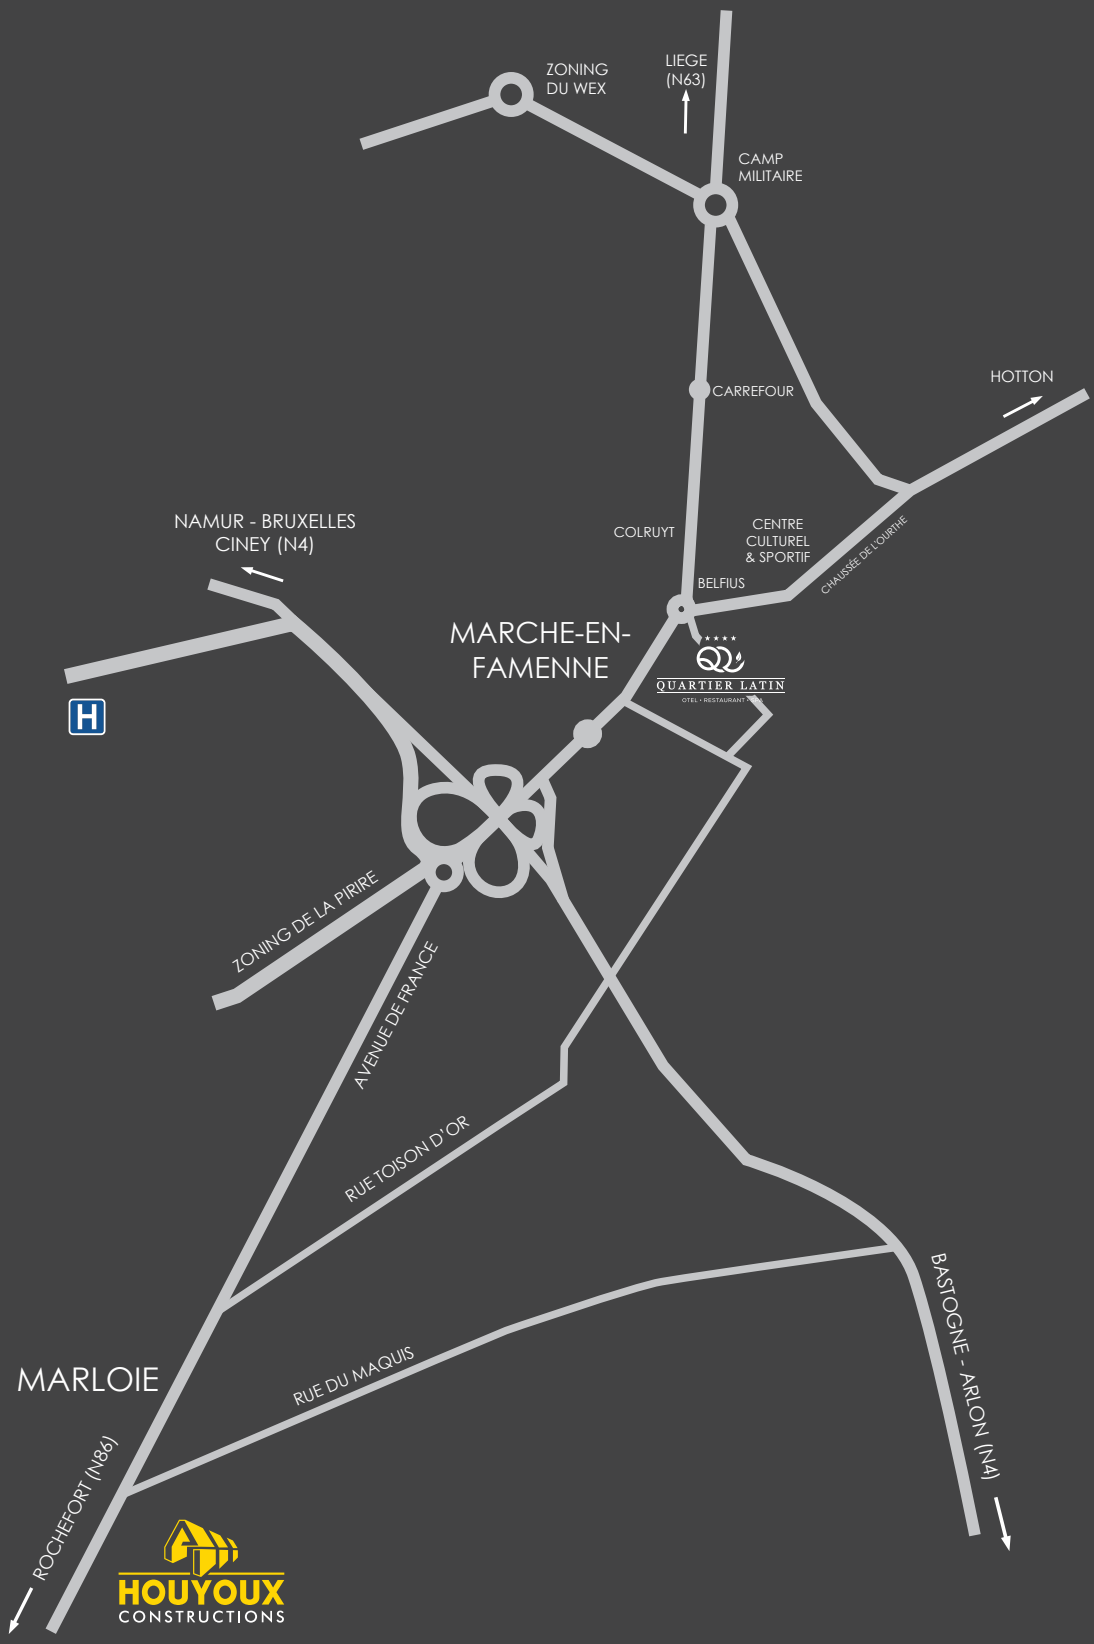 ZONING
DU WEX
LIEGE
(N63)
CAMP
MILITAIRE
CARREFOUR
HOTTON
NAMUR - BRUXELLES
CINEY (N4)
COLRUYT
CENTRE
CULTUREL
& SPORTIF
CHAUSSÉE DE L'OURTHE
BELFIUS
MARCHE-EN-
FAMENNE
QUARTIER LATIN
OTEL • RESTAURANT •
H
ZONING DE LA PIRIRE
AVENUE DE FRANCE
RUE TOISON D'OR
BASTOGNE - ARLON (N4)
RUE DU MAQUIS
MARLOIE
ROCHEFORT (N86)
HOUYOUX
CONSTRUCTIONS